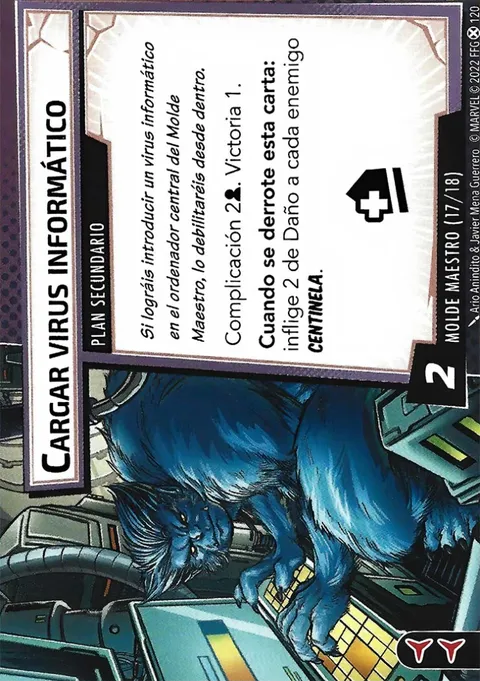 CARGAR VIRUS INFORMÁTICO
PLAN SECUNDARIO
Si lográis introducir un virus informático
en el ordenador central del Molde
Maestro, lo debilitaréis desde dentro.
Complicación 2. Victoria 1.
Cuando se derrote esta carta:
inflige 2 de Daño a cada enemigo
CENTINELA.
2
MOLDE MAESTRO (17/18)
Ario Anindito & Javier Mena Guerrero © MARVEL © 2022 FFG 120